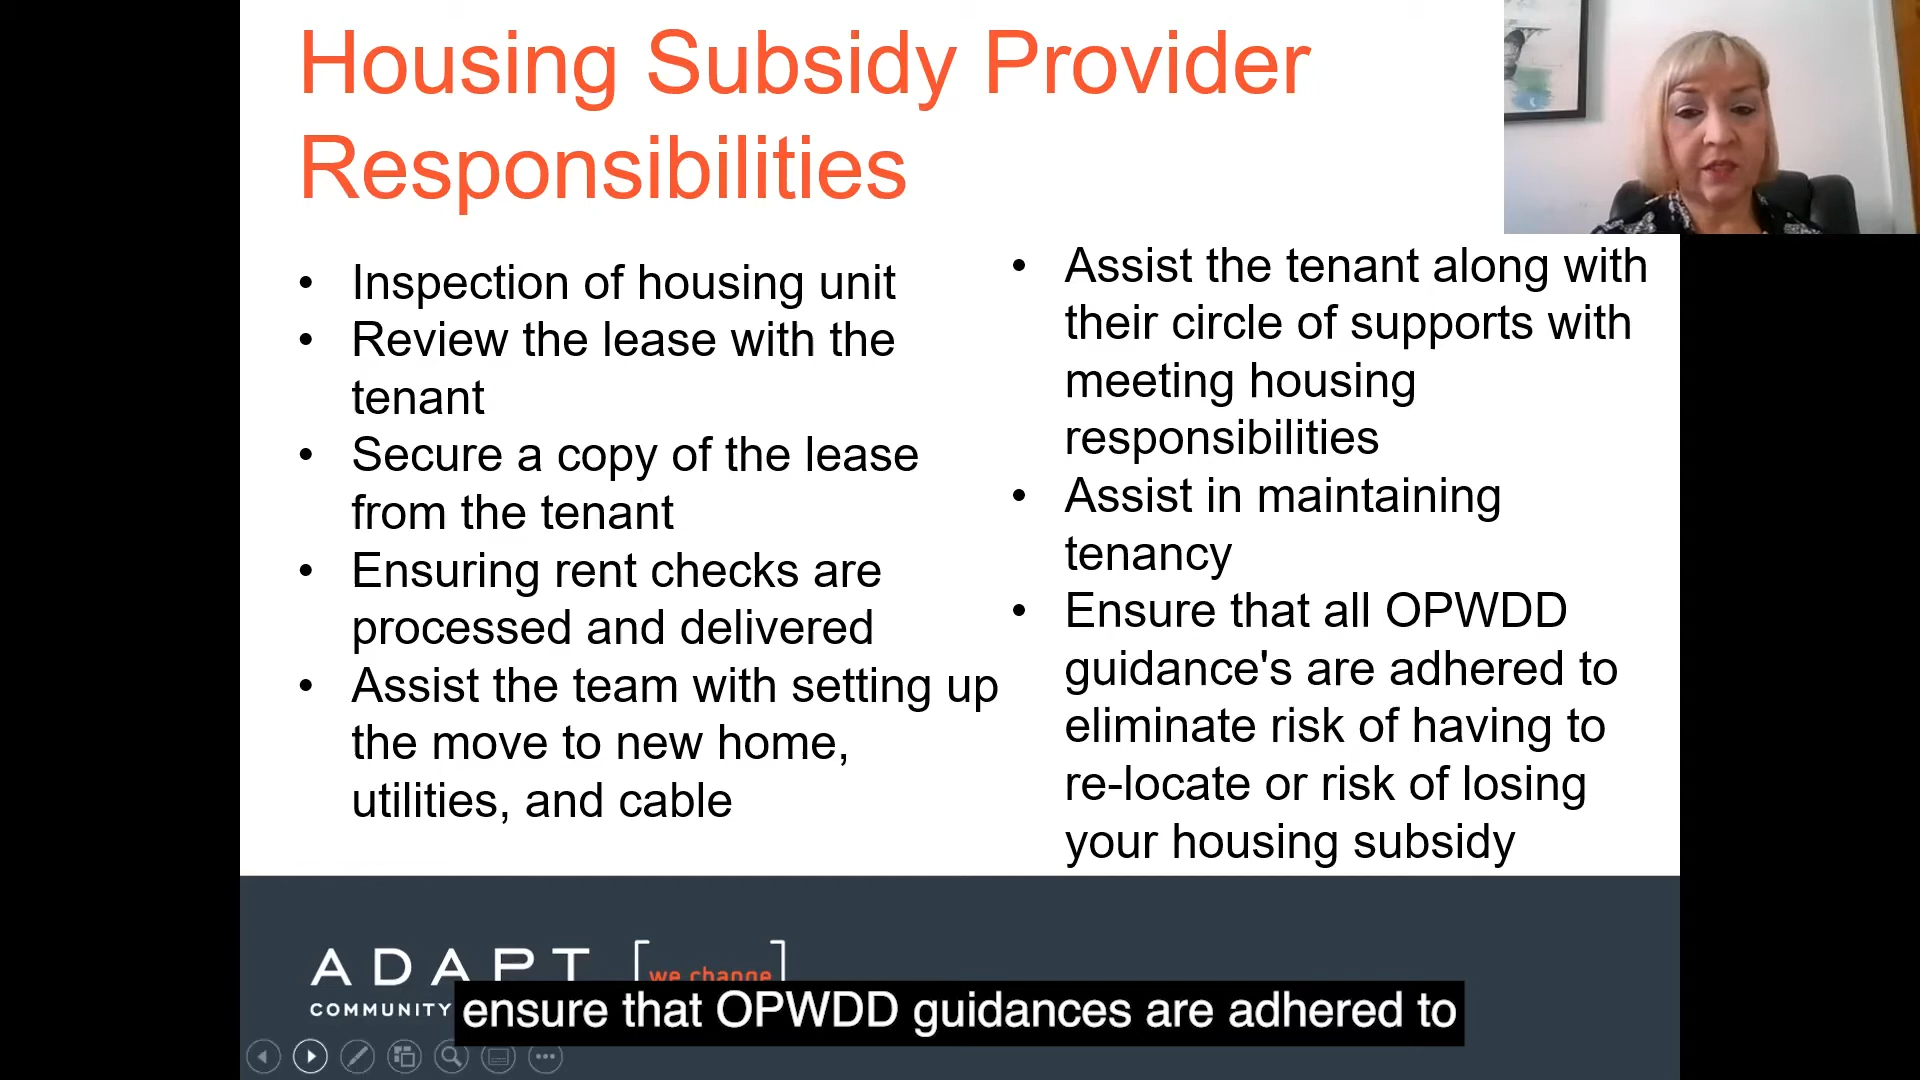 Housing Subsidy Provider
Responsibilities
• Inspection of housing unit
• Review the lease with the
tenant
• Secure a copy of the lease
from the tenant
• Ensuring rent checks are
processed and delivered
• Assist the team with setting up
the move to new home,
utilities, and cable
• Assist the tenant along with
their circle of supports with
meeting housing
responsibilities
• Assist in maintaining
tenancy
• Ensure that all OPWDD
guidance's are adhered to
eliminate risk of having to
re-locate or risk of losing
your housing subsidy
ADAPT
COMMUNITY
[we change]
ensure that OPWDD guidances are adhered to